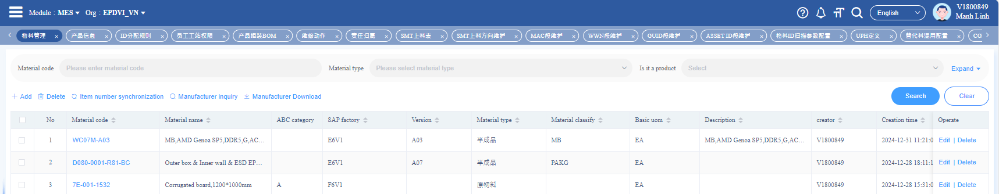 Module : MES Org : EPDVI_VN
English
V1800849
Manh Linh
物料管理 × 产品信息 × ID分配规则 × 员工工站权限 × 产品组装BOM × 维修动作 × 责任归属 × SMT上料表 × SMT上料方向维护 × MAC段维护 × WWN段维护 × GUID段维护 × ASSET ID段维护 × 物料ID扫描参数配置 × UPH定义 × 替代料混用配置 × CO
Material code Please enter material code Material type Please select material type Is it a product Select Expand
+ Add Delete Item number synchronization Manufacturer inquiry Manufacturer Download Search Clear
No Material code Material name ABC category SAP factory Version Material type Material classify Basic uom Description creator Creation time Operate
1 WC07M-A03 MB,AMD Genoa SP5,DDR5,G,AC... E6V1 A03 半成品 MB EA MB,AMD Genoa SP5,DDR5,G,AC... V1800849 2024-12-31 11:21:0 Edit | Delete
2 D080-0001-R81-BC Outer box & Inner wall & ESD EP... E6V1 A07 半成品 PAKG EA V1800849 2024-12-28 18:11:1 Edit | Delete
3 7E-001-1532 Corrugated board,1200*1000mm A F6V1 原物料 EA V1800849 2024-12-28 15:31:0 Edit | Delete